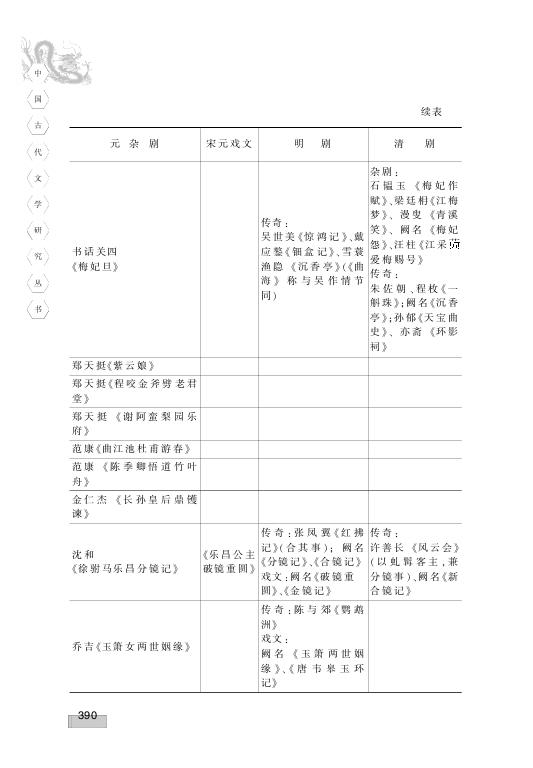 中
国
古
代
文
学
研
究
丛
书
续表
元 杂 剧
宋元戏文
明 剧
清 剧
书话关四
《梅妃旦》
传奇：
吴世美《惊鸿记》、戴
应鳌《钿盒记》、雪蓑
渔隐《沉香亭》(《曲
海》称与吴作情节
同)
杂剧：
石韫玉《梅妃作
赋》、梁廷枏《江梅
梦》、漫叟《青溪
笑》、阙名《梅妃
怨》、汪柱《江采蘋
爱梅赐号》
传奇：
朱佐朝、程枚《一
斛珠》；阙名《沉香
亭》；孙郁《天宝曲
史》、亦斋《环影
祠》
郑天挺《紫云娘》
郑天挺《程咬金斧劈老君
堂》
郑天挺《谢阿蛮梨园乐
府》
范康《曲江池杜甫游春》
范康《陈季卿悟道竹叶
舟》
金仁杰《长孙皇后鼎镬
谏》
沈和
《徐驸马乐昌分镜记》
《乐昌公主
破镜重圆》
传奇：张凤翼《红拂
记》(合其事)；阙名
《分镜记》、《合镜记》
戏文：阙名《破镜重
圆》、《金镜记》
传奇：
许善长《风云会》
(以虬髯客主，兼
分镜事)、阙名《新
合镜记》
乔吉《玉箫女两世姻缘》
传奇：陈与郊《鹦鹉
洲》
戏文：
阙名《玉箫两世姻
缘》、《唐韦皋玉环
记》
390